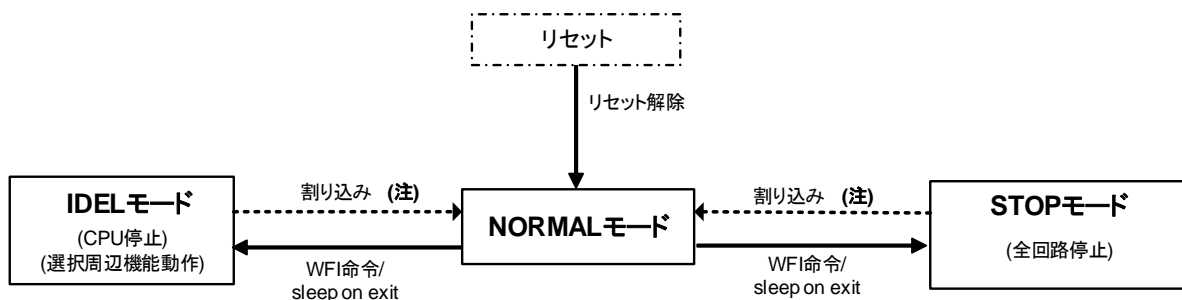 リセット
リセット解除
IDELモード
(CPU停止)
(選択周辺機能動作)
割り込み (注)
WFI命令/
sleep on exit
NORMALモード
割り込み (注)
WFI命令/
sleep on exit
STOPモード
(全回路停止)